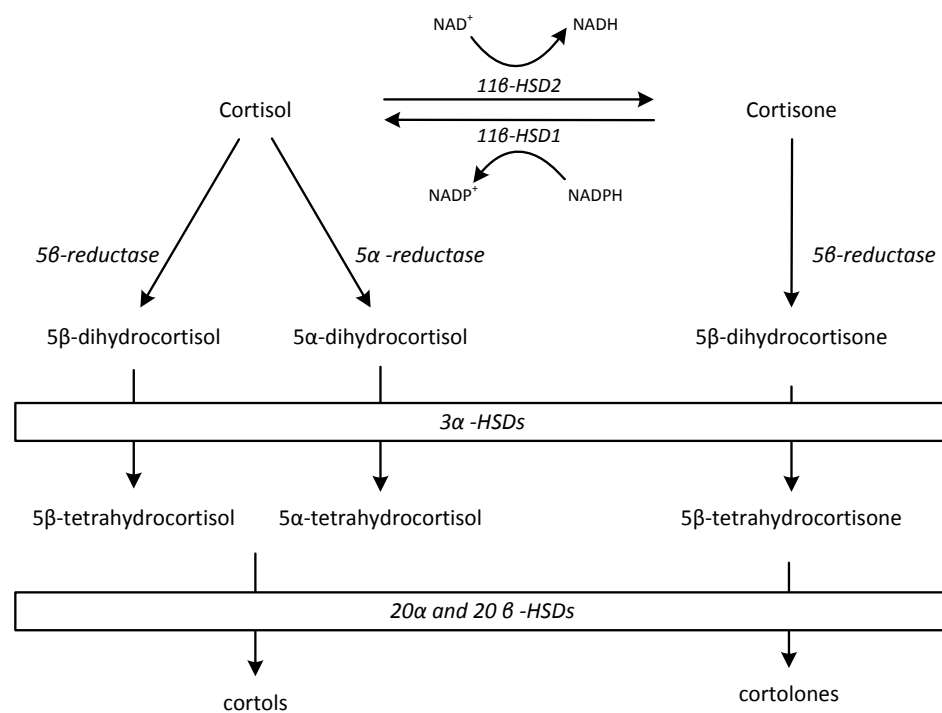 NAD+ NADH
11β-HSD2
Cortisol Cortisone
11β-HSD1
NADP+ NADPH
5β-reductase 5α -reductase 5β-reductase
5β-dihydrocortisol 5α-dihydrocortisol 5β-dihydrocortisone
3α -HSDs
5β-tetrahydrocortisol 5α-tetrahydrocortisol 5β-tetrahydrocortisone
20α and 20 β -HSDs
cortols cortolones